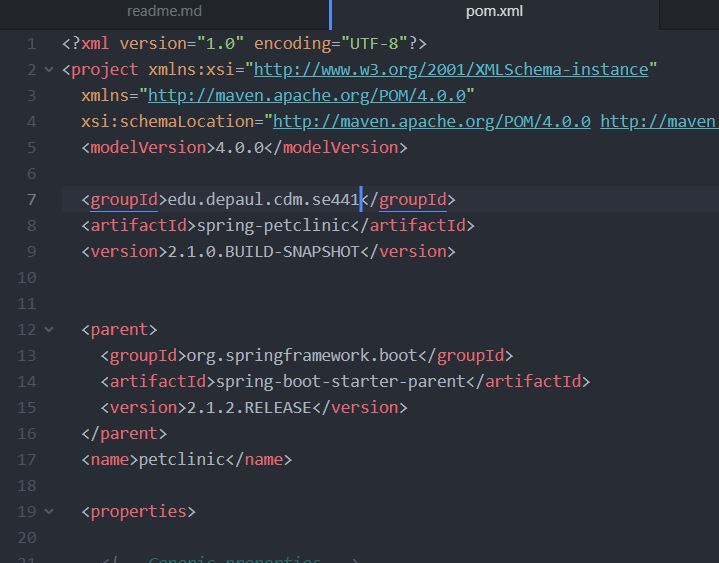 readme.md
pom.xml
1 <?xml version="1.0" encoding="UTF-8"?>
2 <project xmlns:xsi="http://www.w3.org/2001/XMLSchema-instance"
3 xmlns="http://maven.apache.org/POM/4.0.0"
4 xsi:schemaLocation="http://maven.apache.org/POM/4.0.0 http://maven
5 <modelVersion>4.0.0</modelVersion>
6
7 <groupId>edu.depaul.cdm.se441</groupId>
8 <artifactId>spring-petclinic</artifactId>
9 <version>2.1.0.BUILD-SNAPSHOT</version>
10
11
12 <parent>
13 <groupId>org.springframework.boot</groupId>
14 <artifactId>spring-boot-starter-parent</artifactId>
15 <version>2.1.2.RELEASE</version>
16 </parent>
17 <name>petclinic</name>
18
19 <properties>
20
21 <!-- Generic properties -->